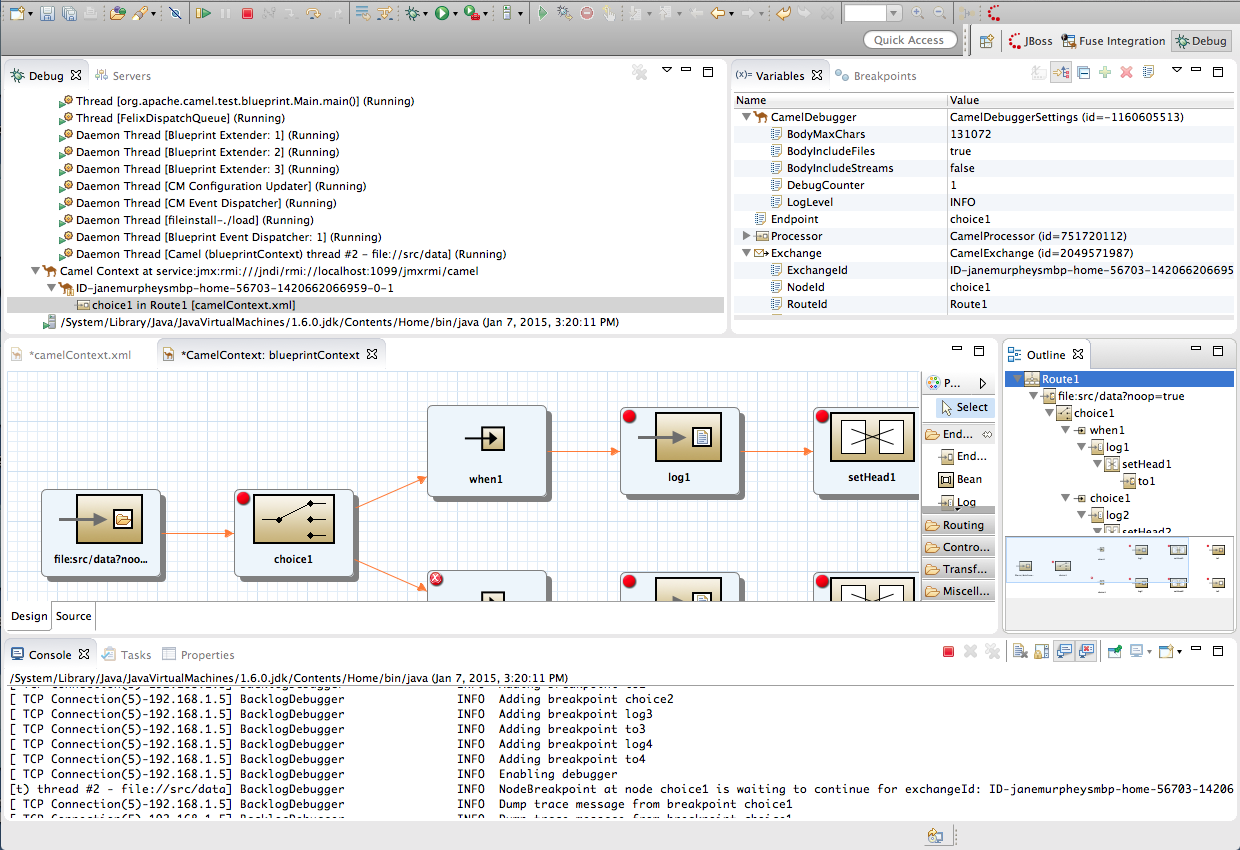 Quick Access
JBoss
Fuse Integration
Debug
Debug
Servers
Thread [org.apache.camel.test.blueprint.Main.main()] (Running)
Thread [FelixDispatchQueue] (Running)
Daemon Thread [Blueprint Extender: 1] (Running)
Daemon Thread [Blueprint Extender: 2] (Running)
Daemon Thread [Blueprint Extender: 3] (Running)
Daemon Thread [CM Configuration Updater] (Running)
Daemon Thread [CM Event Dispatcher] (Running)
Daemon Thread [fileinstall-./load] (Running)
Daemon Thread [Blueprint Event Dispatcher: 1] (Running)
Daemon Thread [Camel (blueprintContext) thread #2 - file://src/data] (Running)
Camel Context at service:jmx:rmi:///jndi/rmi://localhost:1099/jmxrmi/camel
ID-janemurpheysmbp-home-56703-1420662066959-0-1
choice1 in Route1 [camelContext.xml]
/System/Library/Java/JavaVirtualMachines/1.6.0.jdk/Contents/Home/bin/java (Jan 7, 2015, 3:20:11 PM)
(x)= Variables
Breakpoints
Name Value
CamelDebugger CamelDebuggerSettings (id=-1160605513)
BodyMaxChars 131072
BodyIncludeFiles true
BodyIncludeStreams false
DebugCounter 1
LogLevel INFO
Endpoint choice1
Processor CamelProcessor (id=751720112)
Exchange CamelExchange (id=2049571987)
ExchangeId ID-janemurpheysmbp-home-56703-142066206695
NodeId choice1
RouteId Route1
*camelContext.xml
*CamelContext: blueprintContext
file:src/data?noo...
choice1
when1
log1
setHead1
P...
Select
End...
End...
Bean
Log
Routing
Contro...
Transf...
Miscell...
Design
Source
Outline
Route1
file:src/data?noop=true
choice1
when1
log1
setHead1
to1
choice1
log2
setHead2
Console
Tasks
Properties
/System/Library/Java/JavaVirtualMachines/1.6.0.jdk/Contents/Home/bin/java (Jan 7, 2015, 3:20:11 PM)
[ TCP Connection(5)-192.168.1.5] BacklogDebugger INFO Adding breakpoint choice2
[ TCP Connection(5)-192.168.1.5] BacklogDebugger INFO Adding breakpoint log3
[ TCP Connection(5)-192.168.1.5] BacklogDebugger INFO Adding breakpoint to3
[ TCP Connection(5)-192.168.1.5] BacklogDebugger INFO Adding breakpoint log4
[ TCP Connection(5)-192.168.1.5] BacklogDebugger INFO Adding breakpoint to4
[ TCP Connection(5)-192.168.1.5] BacklogDebugger INFO Enabling debugger
[t) thread #2 - file://src/data] BacklogDebugger INFO NodeBreakpoint at node choice1 is waiting to continue for exchangeId: ID-janemurpheysmbp-home-56703-14206
[ TCP Connection(5)-192.168.1.5] BacklogDebugger INFO Dump trace message from breakpoint choice1
[ TCP Connection(5)-192.168.1.5] BacklogDebugger INFO Dump trace message from breakpoint choice1